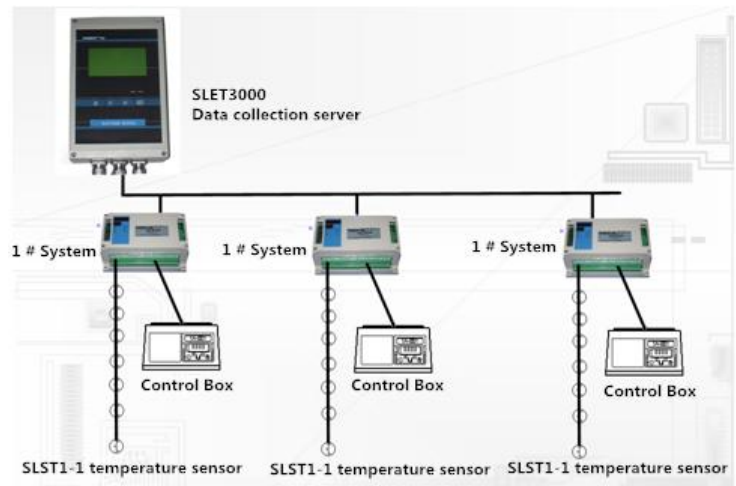 SLET3000
Data collection server
1 # System
1 # System
1 # System
Control Box
Control Box
Control Box
SLST1-1 temperature sensor
SLST1-1 temperature sensor
SLST1-1 temperature sensor